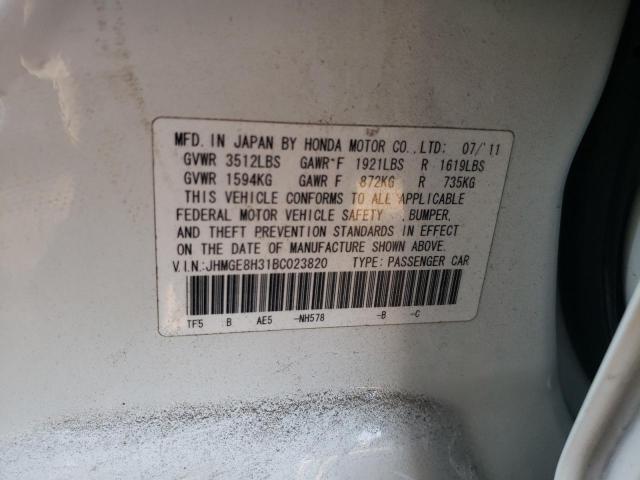 MFD. IN JAPAN BY HONDA MOTOR CO.,LTD: 07/'11
GVWR 3512LBS GAWR F 1921LBS R 1619LBS
GVWR 1594KG GAWR F 872KG R 735KG
THIS VEHICLE CONFORMS TO ALL APPLICABLE
FEDERAL MOTOR VEHICLE SAFETY , BUMPER,
AND THEFT PREVENTION STANDARDS IN EFFECT
ON THE DATE OF MANUFACTURE SHOWN ABOVE.
V.I.N.:JHMGE8H31BC023820 TYPE: PASSENGER CAR
TF5 B AE5 -NH578 -B -C